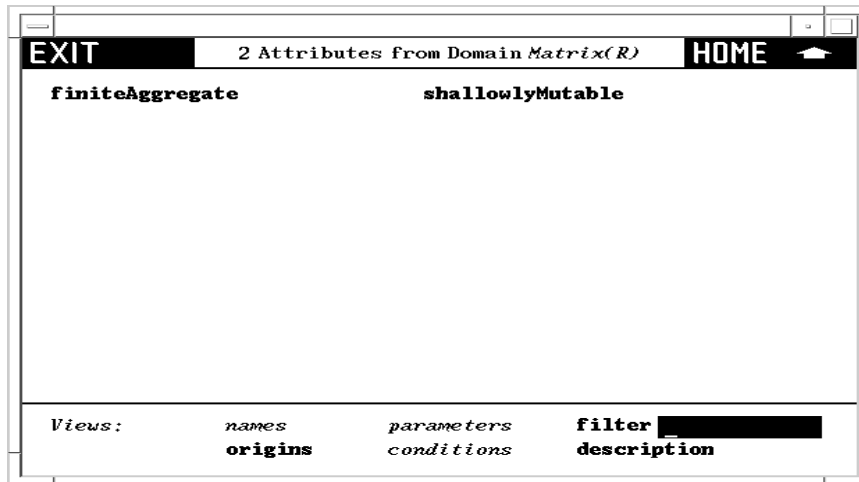 EXIT 2 Attributes from Domain Matrix(R) HOME
finiteAggregate shallowlyMutable
Views: names parameters filter
origins conditions description